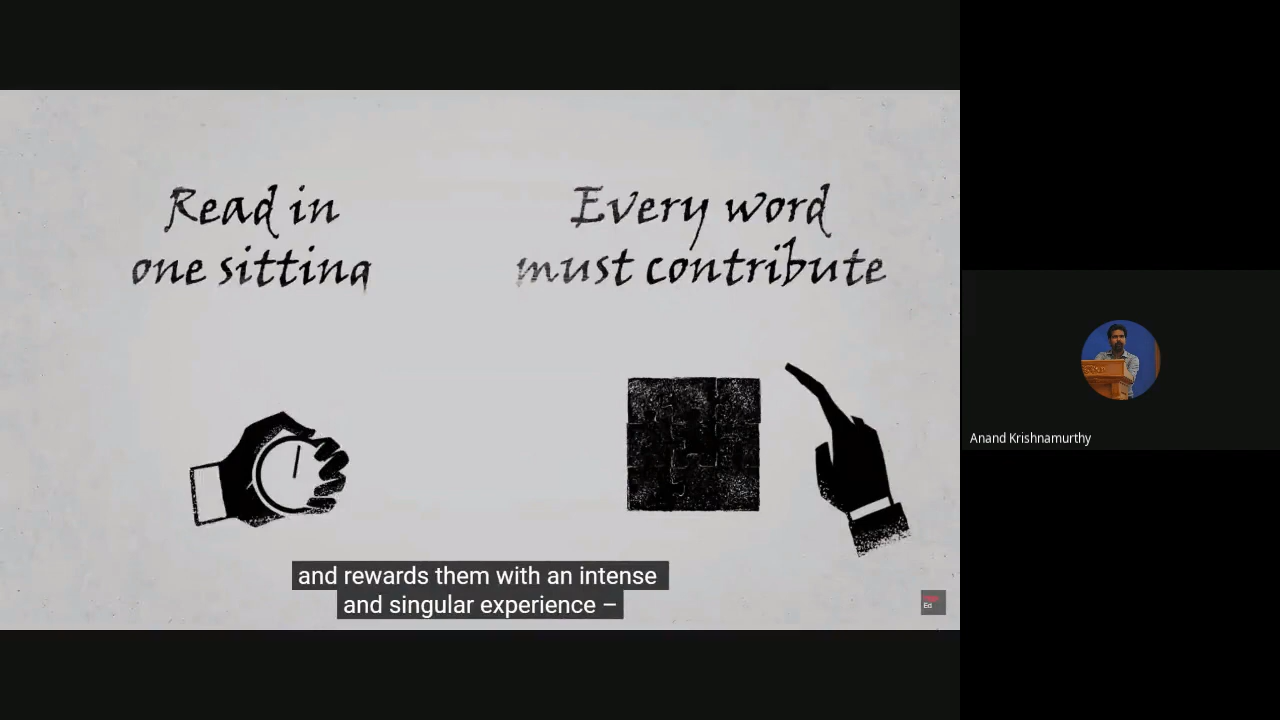 Read in
one sitting
Every word
must contribute
and rewards them with an intense
and singular experience –
Ed
Anand Krishnamurthy